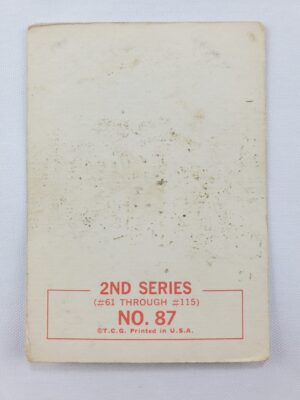 2ND SERIES
(#61 THROUGH #115)
NO. 87
©T.C.G. Printed in U.S.A.